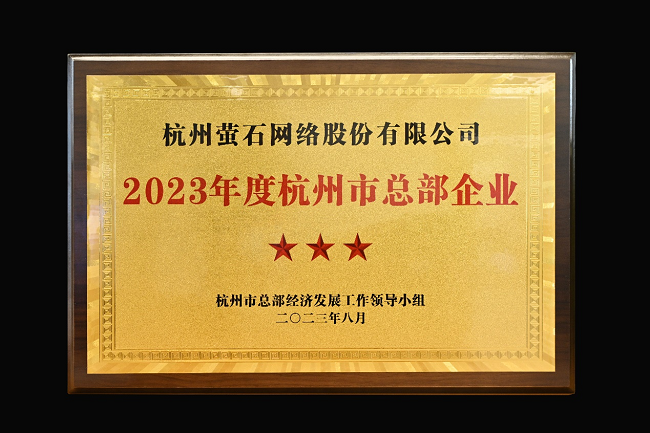 杭州萤石网络股份有限公司
2023年度杭州市总部企业
★★★
杭州市总部经济发展工作领导小组
二〇二三年八月